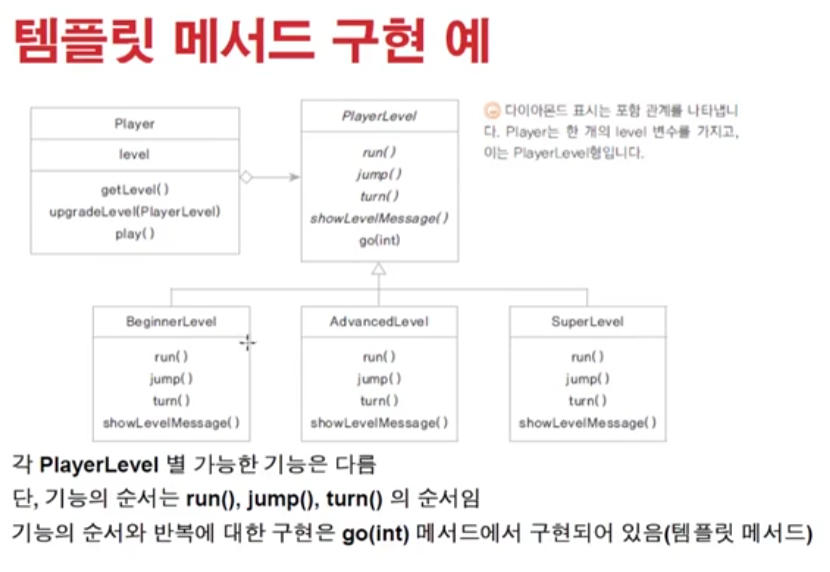 템플릿 메서드 구현 예
Player
level
getLevel()
upgradeLevel(PlayerLevel)
play()
PlayerLevel
run()
jump()
turn()
showLevelMessage()
go(int)
다이아몬드 표시는 포함 관계를 나타냅니
다. Player는 한 개의 level 변수를 가지고,
이는 PlayerLevel형입니다.
BeginnerLevel
run()
jump()
turn()
showLevelMessage()
AdvancedLevel
run()
jump()
turn()
showLevelMessage()
SuperLevel
run()
jump()
turn()
showLevelMessage()
각 PlayerLevel 별 가능한 기능은 다름
단, 기능의 순서는 run(), jump(), turn() 의 순서임
기능의 순서와 반복에 대한 구현은 go(int) 메서드에서 구현되어 있음(템플릿 메서드)